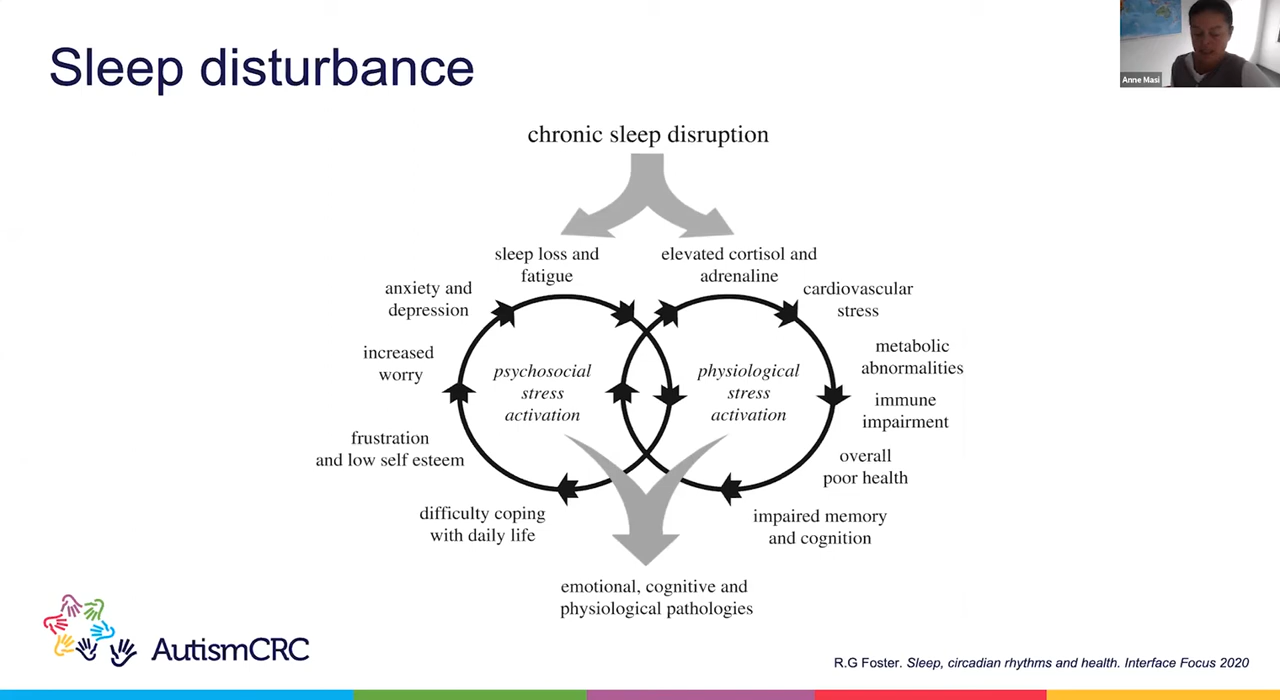 Sleep disturbance
Anne Masi
chronic sleep disruption
sleep loss and
fatigue
elevated cortisol and
adrenaline
anxiety and
depression
cardiovascular
stress
increased
worry
metabolic
abnormalities
psychosocial
stress
activation
physiological
stress
activation
immune
impairment
frustration
and low self esteem
overall
poor health
difficulty coping
with daily life
impaired memory
and cognition
emotional, cognitive and
physiological pathologies
AutismCRC
R.G Foster. Sleep, circadian rhythms and health. Interface Focus 2020